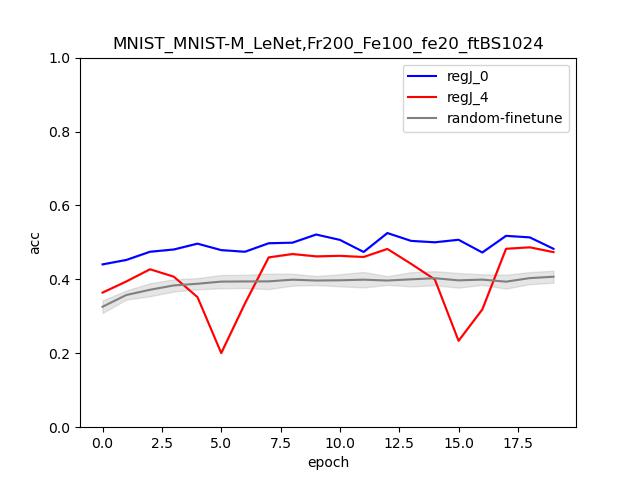 MNIST_MNIST-M_LeNet,Fr200_Fe100_fe20_ftBS1024
regJ_0
regJ_4
random-finetune
1.0
0.8
0.6
0.4
0.2
0.0
acc
0.0 2.5 5.0 7.5 10.0 12.5 15.0 17.5
epoch